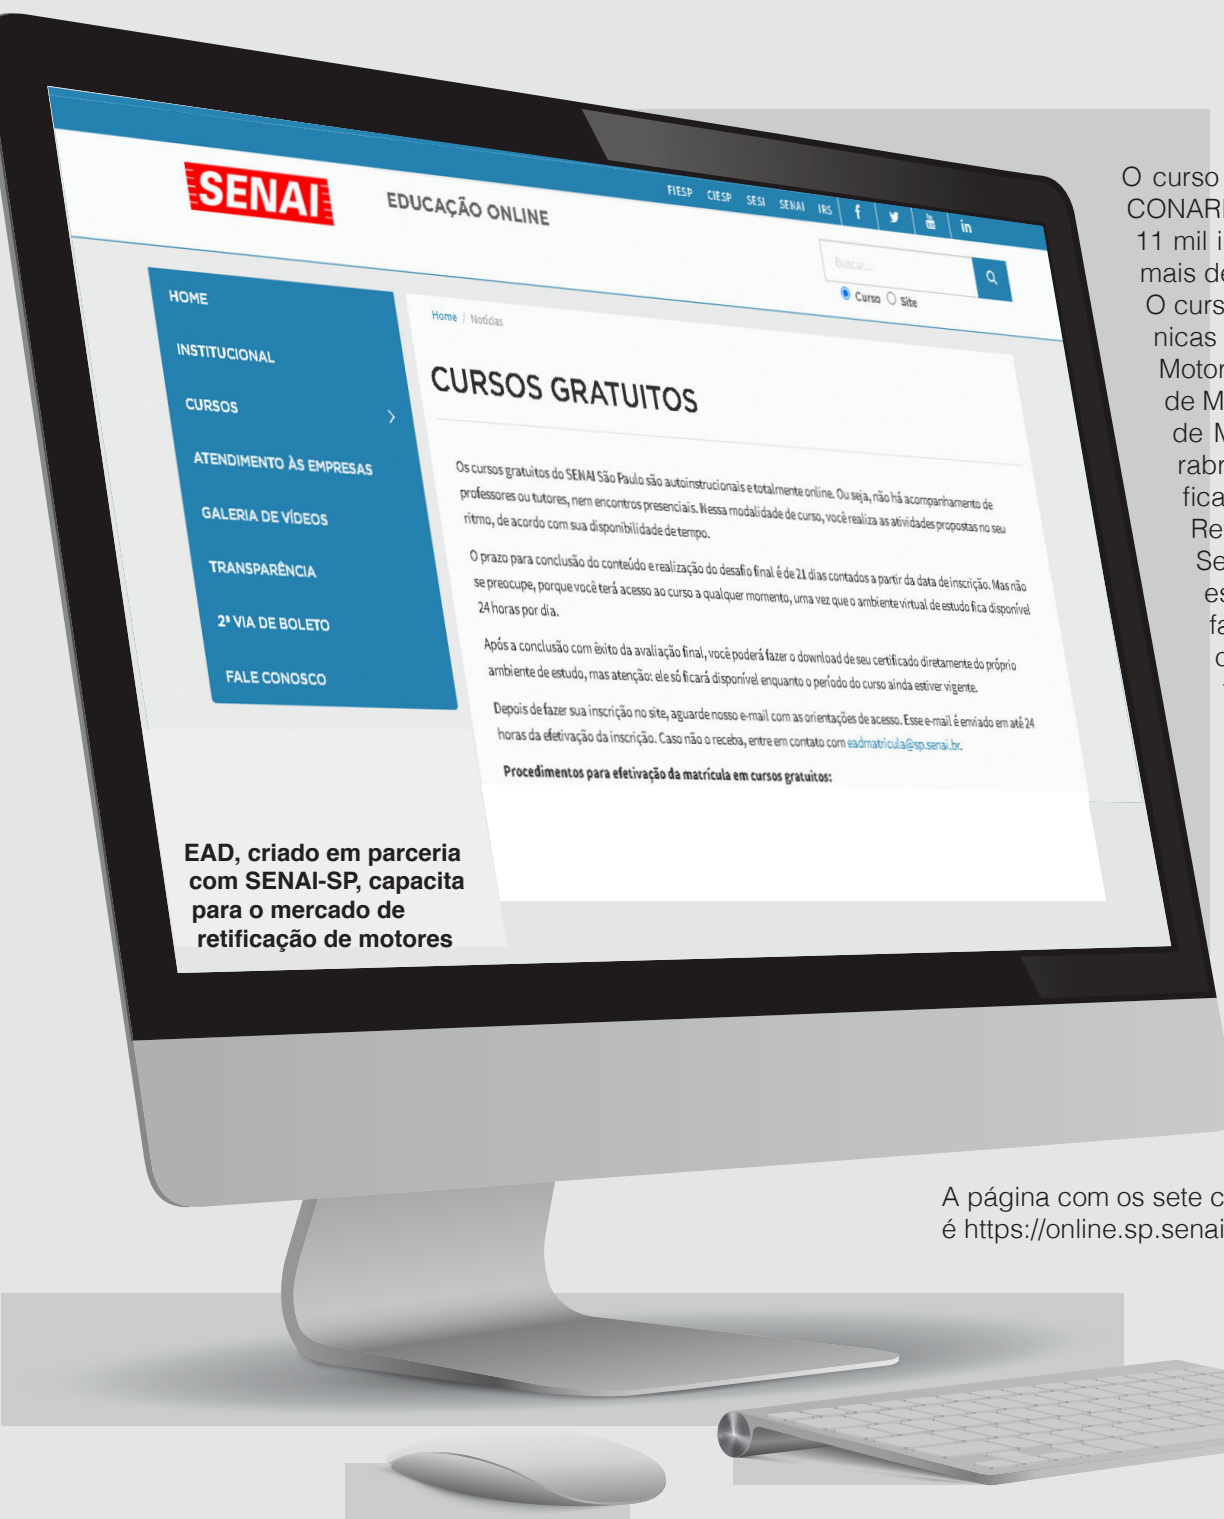 FIESP CIESP SESI SENAI IRS f in
SENAI
EDUCAÇÃO ONLINE
Buscar...
Curso Site
HOME
INSTITUCIONAL
CURSOS
ATENDIMENTO ÀS EMPRESAS
GALERIA DE VÍDEOS
TRANSPARÊNCIA
2ª VIA DE BOLETO
FALE CONOSCO
Home / Notícias
CURSOS GRATUITOS
Os cursos gratuitos do SENAI São Paulo são autoinstrucionais e totalmente online. Ou seja, não há acompanhamento de
professores ou tutores, nem encontros presenciais. Nessa modalidade de curso, você realiza as atividades propostas no seu
ritmo, de acordo com sua disponibilidade de tempo.
O prazo para conclusão do conteúdo e realização do desafio final é de 21 dias contados a partir da data de inscrição. Mas não
se preocupe, porque você terá acesso ao curso a qualquer momento, uma vez que o ambiente virtual de estudo fica disponível
24 horas por dia.
Após a conclusão com êxito da avaliação final, você poderá fazer o download de seu certificado diretamente do próprio
ambiente de estudo, mas atenção: ele só ficará disponível enquanto o período do curso ainda estiver vigente.
Depois de fazer sua inscrição no site, aguarde nosso e-mail com as orientações de acesso. Esse e-mail é enviado em até 24
horas da efetivação da inscrição. Caso não o receba, entre em contato com eadmatricula@sp.senai.br.
Procedimentos para efetivação da matrícula em cursos gratuitos:
EAD, criado em parceria
com SENAI-SP, capacita
para o mercado de
retificação de motores
O curso
CONAR
11 mil
mais de
O curs
nicas
Motor
de M
de M
rabr
fica
Re
Se
es
fa
A página com os sete c
é https://online.sp.senai